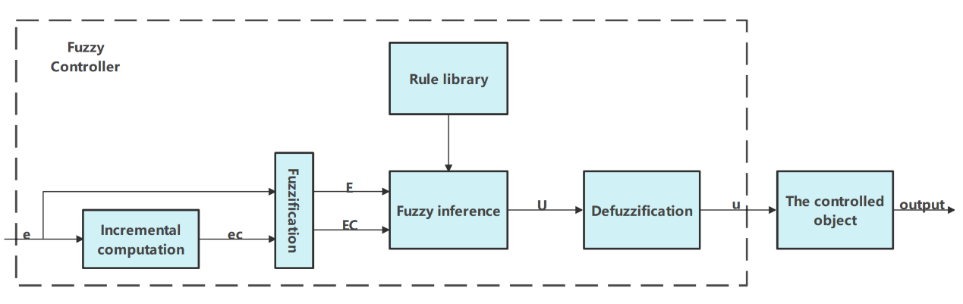 Fuzzy
Controller
Rule library
Fuzzification
E
EC
Fuzzy inference
U
Defuzzification
u
The controlled
object
output
e
Incremental
computation
ec